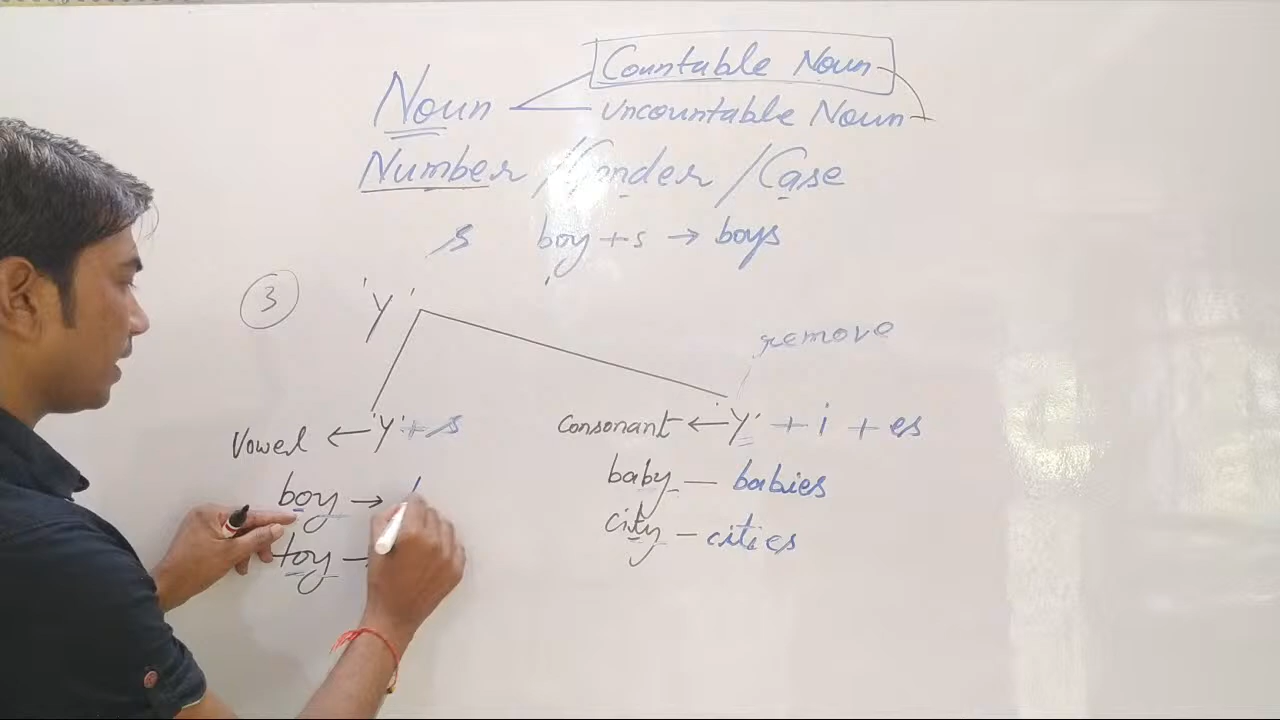 Countable Noun
Noun
Uncountable Noun
Number / Gender / Case
s boy + s → boys
3 'y'
remove
Vowel ← 'y' + s
Consonant ← 'y' + i + es
boy →
baby — babies
toy →
city — cities